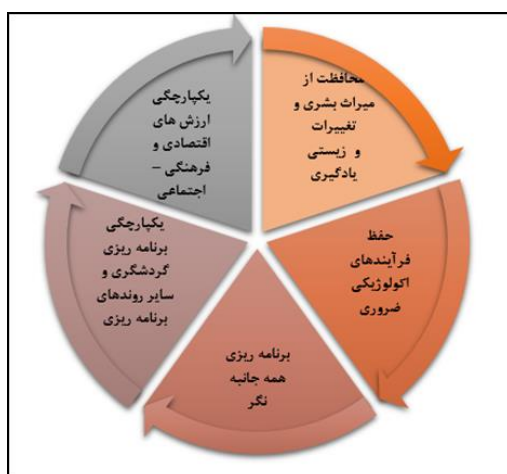 محافظت از
میراث بشری و
تغییرات
و زیستی
یادگیری
حفظ
فرآیندهای
اکولوژیکی
ضروری
برنامه ریزی
همه جانبه
نگر
یکپارچگی
برنامه ریزی
گردشگری و
سایر روندهای
برنامه ریزی
یکپارچگی
ارزش های
اقتصادی و
فرهنگی –
اجتماعی